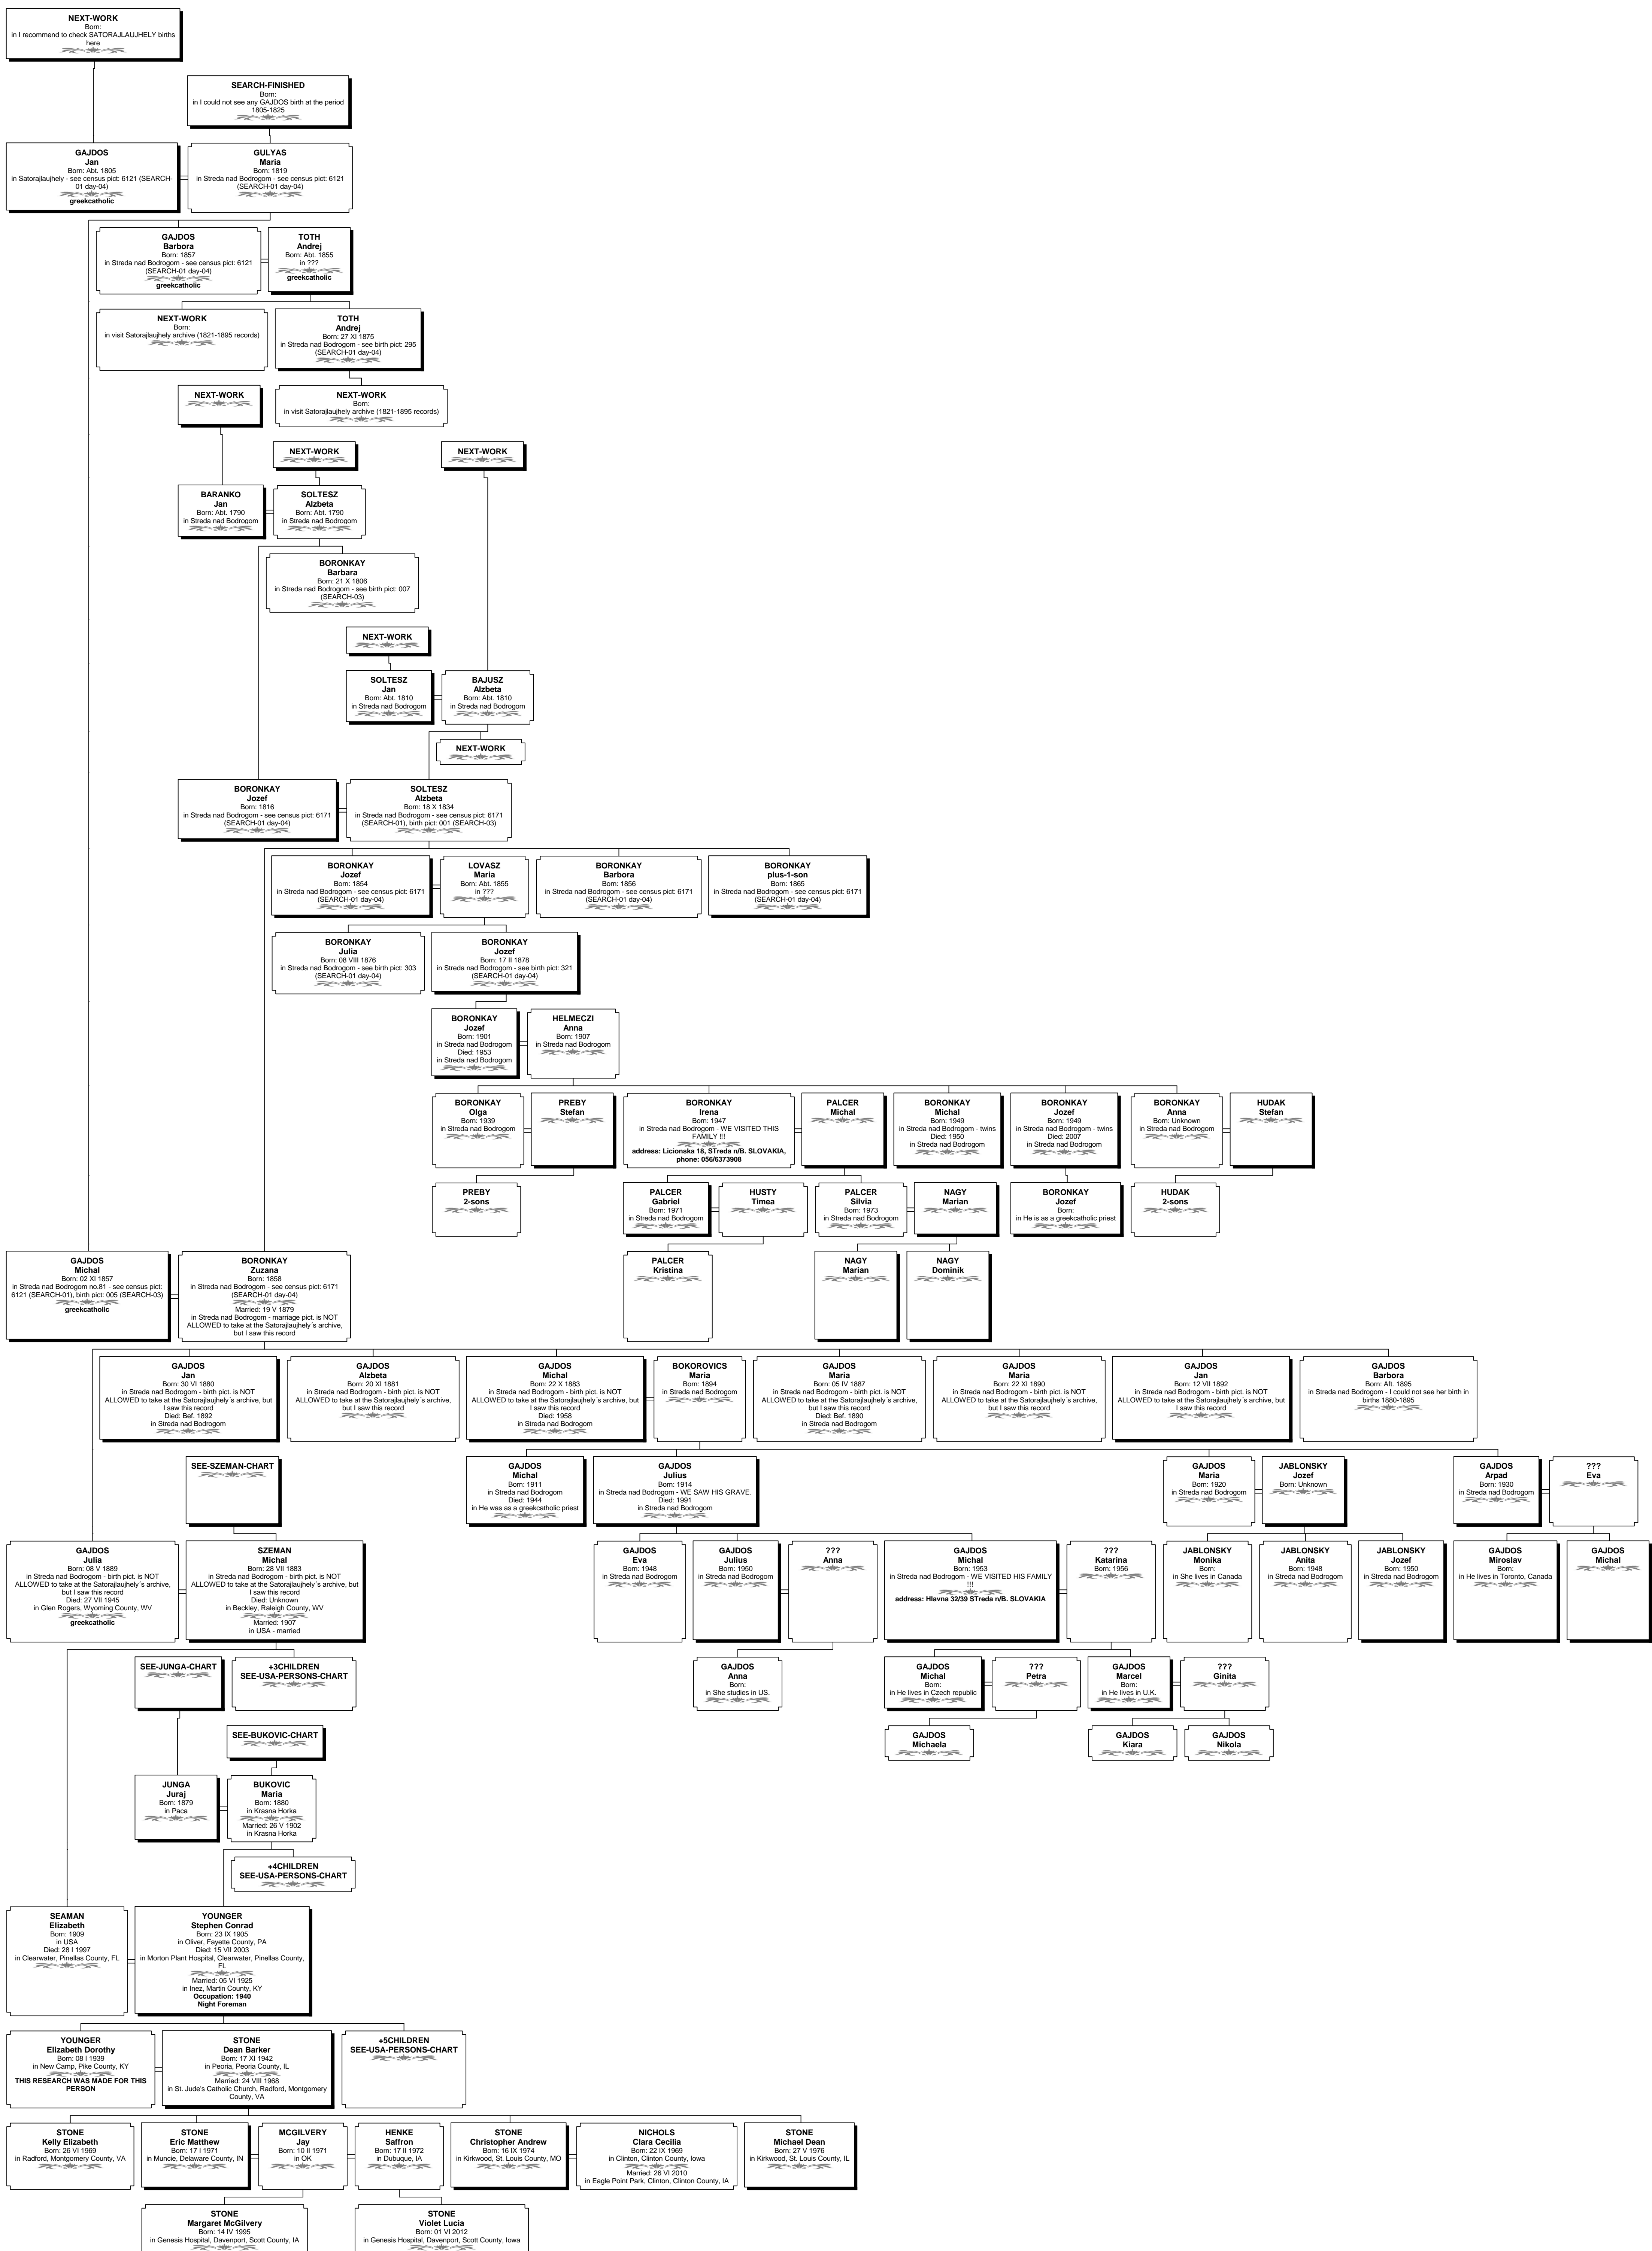 NEXT-WORK
Born:
in I recommend to check SATORAJLAUJHELY births
here
SEARCH-FINISHED
Born:
in I could not see any GAJDOS birth at the period
1805-1825
GAJDOS
Jan
Born: Abt. 1805
in Satorajlaujhely - see census pict: 6121 (SEARCH-
01 day-04)
greekcatholic
GULYAS
Maria
Born: 1819
in Streda nad Bodrogom - see census pict: 6121
(SEARCH-01 day-04)
GAJDOS
Barbora
Born: 1857
in Streda nad Bodrogom - see census pict: 6121
(SEARCH-01 day-04)
greekcatholic
TOTH
Andrej
Born: Abt. 1855
in ???
greekcatholic
NEXT-WORK
Born:
in visit Satorajlaujhely archive (1821-1895 records)
TOTH
Andrej
Born: 27 XI 1875
in Streda nad Bodrogom - see birth pict: 295
(SEARCH-01 day-04)
NEXT-WORK
NEXT-WORK
Born:
in visit Satorajlaujhely archive (1821-1895 records)
NEXT-WORK
NEXT-WORK
BARANKO
Jan
Born: Abt. 1790
in Streda nad Bodrogom
SOLTESZ
Alzbeta
Born: Abt. 1790
in Streda nad Bodrogom
BORONKAY
Barbara
Born: 21 X 1806
in Streda nad Bodrogom - see birth pict: 007
(SEARCH-03)
NEXT-WORK
SOLTESZ
Jan
Born: Abt. 1810
in Streda nad Bodrogom
BAJUSZ
Alzbeta
Born: Abt. 1810
in Streda nad Bodrogom
NEXT-WORK
BORONKAY
Jozef
Born: 1816
in Streda nad Bodrogom - see census pict: 6171
(SEARCH-01 day-04)
SOLTESZ
Alzbeta
Born: 18 X 1834
in Streda nad Bodrogom - see census pict: 6171
(SEARCH-01), birth pict: 001 (SEARCH-03)
BORONKAY
Jozef
Born: 1854
in Streda nad Bodrogom - see census pict: 6171
(SEARCH-01 day-04)
LOVASZ
Maria
Born: Abt. 1855
in ???
BORONKAY
Barbora
Born: 1856
in Streda nad Bodrogom - see census pict: 6171
(SEARCH-01 day-04)
BORONKAY
plus-1-son
Born: 1865
in Streda nad Bodrogom - see census pict: 6171
(SEARCH-01 day-04)
BORONKAY
Julia
Born: 08 VIII 1876
in Streda nad Bodrogom - see birth pict: 303
(SEARCH-01 day-04)
BORONKAY
Jozef
Born: 17 II 1878
in Streda nad Bodrogom - see birth pict: 321
(SEARCH-01 day-04)
BORONKAY
Jozef
Born: 1901
in Streda nad Bodrogom
Died: 1953
in Streda nad Bodrogom
HELMECZI
Anna
Born: 1907
in Streda nad Bodrogom
BORONKAY
Olga
Born: 1939
in Streda nad Bodrogom
PREBY
Stefan
BORONKAY
Irena
Born: 1947
in Streda nad Bodrogom - WE VISITED THIS
FAMILY !!!
address: Licionska 18, STreda n/B. SLOVAKIA,
phone: 056/6373908
PALCER
Michal
BORONKAY
Michal
Born: 1949
in Streda nad Bodrogom - twins
Died: 1950
in Streda nad Bodrogom
BORONKAY
Jozef
Born: 1949
in Streda nad Bodrogom - twins
Died: 2007
in Streda nad Bodrogom
BORONKAY
Anna
Born: Unknown
in Streda nad Bodrogom
HUDAK
Stefan
PREBY
2-sons
PALCER
Gabriel
Born: 1971
in Streda nad Bodrogom
HUSTY
Timea
PALCER
Silvia
Born: 1973
in Streda nad Bodrogom
NAGY
Marian
BORONKAY
Jozef
Born:
in He is as a greekcatholic priest
HUDAK
2-sons
PALCER
Kristina
NAGY
Marian
NAGY
Dominik
GAJDOS
Michal
Born: 02 XI 1857
in Streda nad Bodrogom no.81 - see census pict:
6121 (SEARCH-01), birth pict: 005 (SEARCH-03)
greekcatholic
BORONKAY
Zuzana
Born: 1858
in Streda nad Bodrogom - see census pict: 6171
(SEARCH-01 day-04)
Married: 19 V 1879
in Streda nad Bodrogom - marriage pict. is NOT
ALLOWED to take at the Satorajlaujhely´s archive,
but I saw this record
GAJDOS
Jan
Born: 30 VI 1880
in Streda nad Bodrogom - birth pict. is NOT
ALLOWED to take at the Satorajlaujhely´s archive, but
I saw this record
Died: Bef. 1892
in Streda nad Bodrogom
GAJDOS
Alzbeta
Born: 20 XI 1881
in Streda nad Bodrogom - birth pict. is NOT
ALLOWED to take at the Satorajlaujhely´s archive,
but I saw this record
GAJDOS
Michal
Born: 22 X 1883
in Streda nad Bodrogom - birth pict. is NOT
ALLOWED to take at the Satorajlaujhely´s archive, but
I saw this record
Died: 1958
in Streda nad Bodrogom
BOKOROVICS
Maria
Born: 1894
in Streda nad Bodrogom
GAJDOS
Maria
Born: 05 IV 1887
in Streda nad Bodrogom - birth pict. is NOT
ALLOWED to take at the Satorajlaujhely´s archive,
but I saw this record
Died: Bef. 1890
in Streda nad Bodrogom
GAJDOS
Maria
Born: 22 XI 1890
in Streda nad Bodrogom - birth pict. is NOT
ALLOWED to take at the Satorajlaujhely´s archive,
but I saw this record
GAJDOS
Jan
Born: 12 VII 1892
in Streda nad Bodrogom - birth pict. is NOT
ALLOWED to take at the Satorajlaujhely´s archive, but
I saw this record
GAJDOS
Barbora
Born: Aft. 1895
in Streda nad Bodrogom - I could not see her birth in
births 1880-1895
SEE-SZEMAN-CHART
GAJDOS
Michal
Born: 1911
in Streda nad Bodrogom
Died: 1944
in He was as a greekcatholic priest
GAJDOS
Julius
Born: 1914
in Streda nad Bodrogom - WE SAW HIS GRAVE.
Died: 1991
in Streda nad Bodrogom
GAJDOS
Maria
Born: 1920
in Streda nad Bodrogom
JABLONSKY
Jozef
Born: Unknown
GAJDOS
Arpad
Born: 1930
in Streda nad Bodrogom
???
Eva
GAJDOS
Julia
Born: 08 V 1889
in Streda nad Bodrogom - birth pict. is NOT
ALLOWED to take at the Satorajlaujhely´s archive,
but I saw this record
Died: 27 VII 1945
in Glen Rogers, Wyoming County, WV
greekcatholic
SZEMAN
Michal
Born: 28 VII 1883
in Streda nad Bodrogom - birth pict. is NOT
ALLOWED to take at the Satorajlaujhely´s archive, but
I saw this record
Died: Unknown
in Beckley, Raleigh County, WV
Married: 1907
in USA - married
GAJDOS
Eva
Born: 1948
in Streda nad Bodrogom
GAJDOS
Julius
Born: 1950
in Streda nad Bodrogom
???
Anna
GAJDOS
Michal
Born: 1953
in Streda nad Bodrogom - WE VISITED HIS FAMILY
!!!
address: Hlavna 32/39 STreda n/B. SLOVAKIA
???
Katarina
Born: 1956
JABLONSKY
Monika
Born:
in She lives in Canada
JABLONSKY
Anita
Born: 1948
in Streda nad Bodrogom
JABLONSKY
Jozef
Born: 1950
in Streda nad Bodrogom
GAJDOS
Miroslav
Born:
in He lives in Toronto, Canada
GAJDOS
Michal
SEE-JUNGA-CHART
+3CHILDREN
SEE-USA-PERSONS-CHART
GAJDOS
Anna
Born:
in She studies in US.
GAJDOS
Michal
Born:
in He lives in Czech republic
???
Petra
GAJDOS
Marcel
Born:
in He lives in U.K.
???
Ginita
SEE-BUKOVIC-CHART
GAJDOS
Michaela
GAJDOS
Kiara
GAJDOS
Nikola
JUNGA
Juraj
Born: 1879
in Paca
BUKOVIC
Maria
Born: 1880
in Krasna Horka
Married: 26 V 1902
in Krasna Horka
+4CHILDREN
SEE-USA-PERSONS-CHART
SEAMAN
Elizabeth
Born: 1909
in USA
Died: 28 I 1997
in Clearwater, Pinellas County, FL
YOUNGER
Stephen Conrad
Born: 23 IX 1905
in Oliver, Fayette County, PA
Died: 15 VII 2003
in Morton Plant Hospital, Clearwater, Pinellas County,
FL
Married: 05 VI 1925
in Inez, Martin County, KY
Occupation: 1940
Night Foreman
YOUNGER
Elizabeth Dorothy
Born: 08 I 1939
in New Camp, Pike County, KY
THIS RESEARCH WAS MADE FOR THIS
PERSON
STONE
Dean Barker
Born: 17 XI 1942
in Peoria, Peoria County, IL
Married: 24 VIII 1968
in St. Jude's Catholic Church, Radford, Montgomery
County, VA
+5CHILDREN
SEE-USA-PERSONS-CHART
STONE
Kelly Elizabeth
Born: 26 VI 1969
in Radford, Montgomery County, VA
STONE
Eric Matthew
Born: 17 I 1971
in Muncie, Delaware County, IN
MCGILVERY
Jay
Born: 10 II 1971
in OK
HENKE
Saffron
Born: 17 II 1972
in Dubuque, IA
STONE
Christopher Andrew
Born: 16 IX 1974
in Kirkwood, St. Louis County, MO
NICHOLS
Clara Cecilia
Born: 22 IX 1969
in Clinton, Clinton County, Iowa
Married: 26 VI 2010
in Eagle Point Park, Clinton, Clinton County, IA
STONE
Michael Dean
Born: 27 V 1976
in Kirkwood, St. Louis County, IL
STONE
Margaret McGilvery
Born: 14 IV 1995
in Genesis Hospital, Davenport, Scott County, IA
STONE
Violet Lucia
Born: 01 VI 2012
in Genesis Hospital, Davenport, Scott County, Iowa